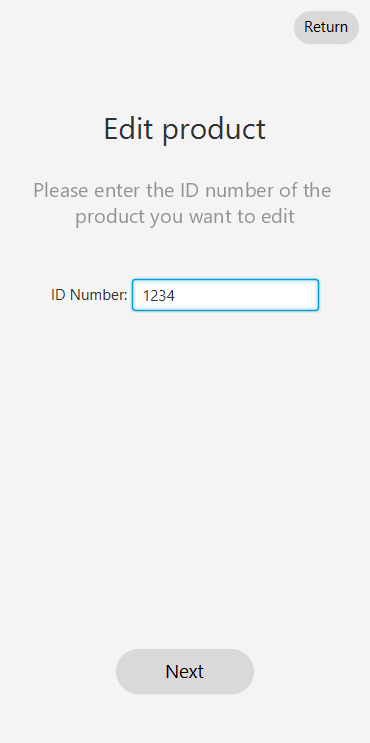 Return
Edit product
Please enter the ID number of the
product you want to edit
ID Number: 1234
Next